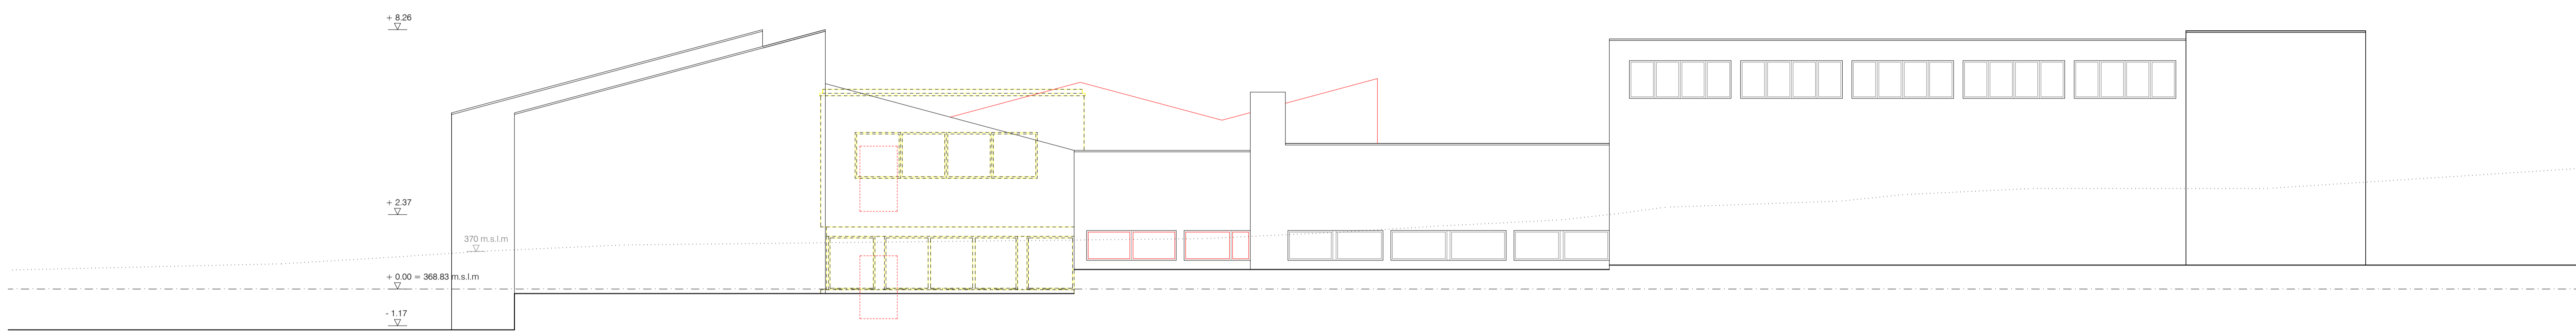 + 8.26
+ 2.37
370 m.s.l.m
+ 0.00 = 368.83 m.s.l.m
- 1.17